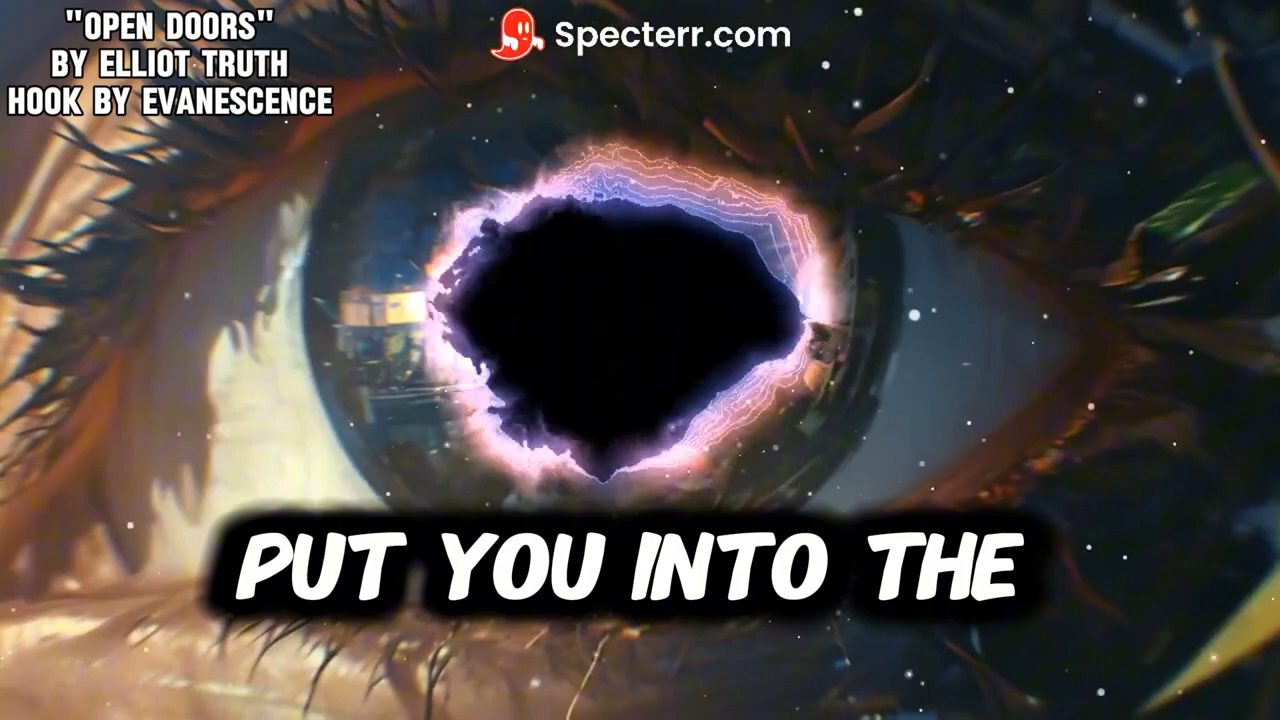 "OPEN DOORS"
BY ELLIOT TRUTH
HOOK BY EVANESCENCE
Specterr.com
PUT YOU INTO THE